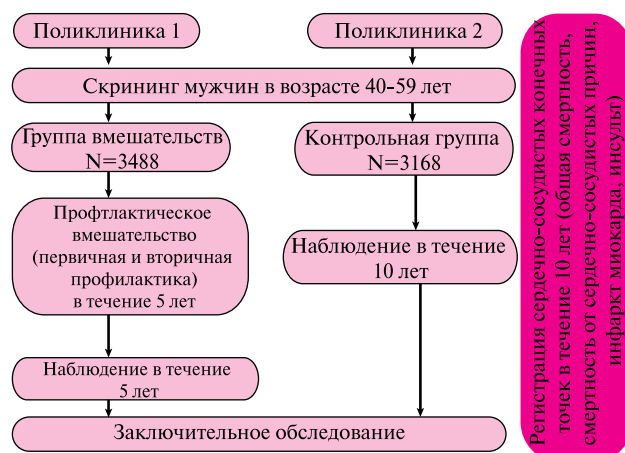 Поликлиника 1
Поликлиника 2
Скрининг мужчин в возрасте 40-59 лет
Группа вмешательств
N=3488
Контрольная группа
N=3168
Профтлактическое
вмешательство
(первичная и вторичная
профилактика)
в течение 5 лет
Наблюдение в течение
10 лет
Наблюдение в течение
5 лет
Заключительное обследование
Регистрация сердечно-сосудистых конечных
точек в течение 10 лет (общая смертность,
смертность от сердечно-сосудистых причин,
инфаркт миокарда, инсульт)